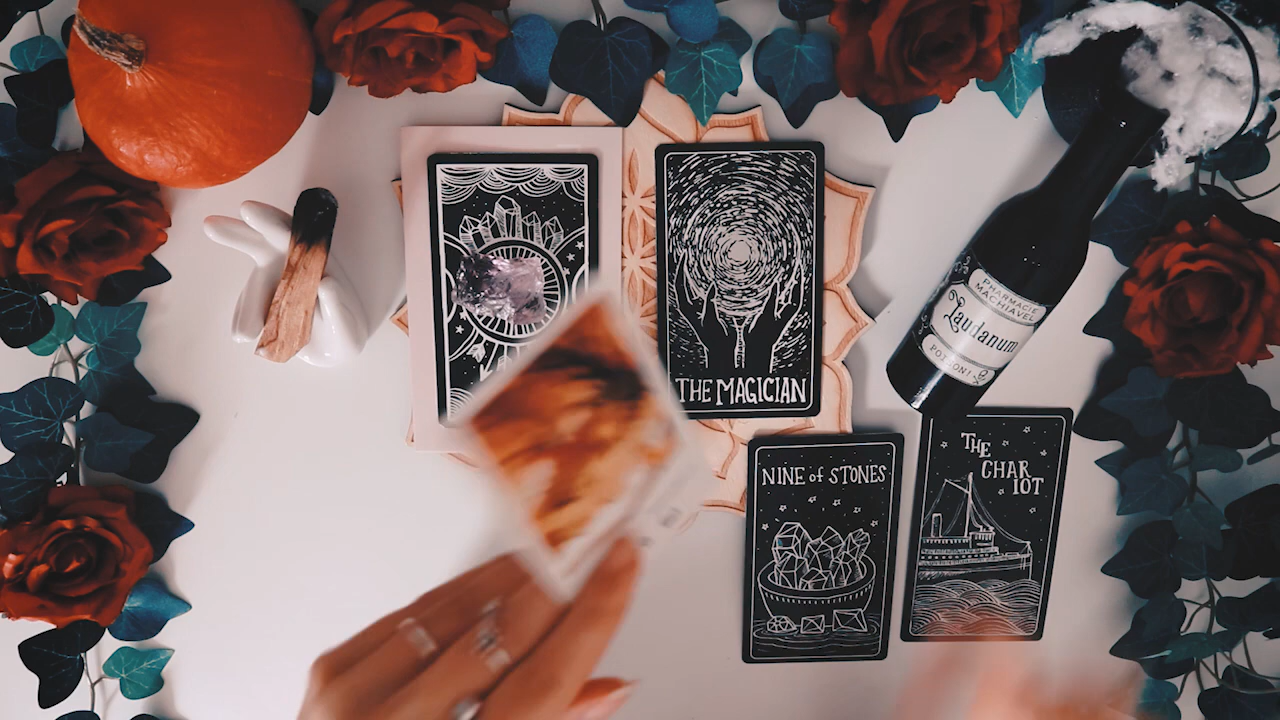 THE MAGICIAN
PHARMACIE
MACHIAVEL
Laudanum
POISON!
NINE of STONES
THE
CHAR
IOT